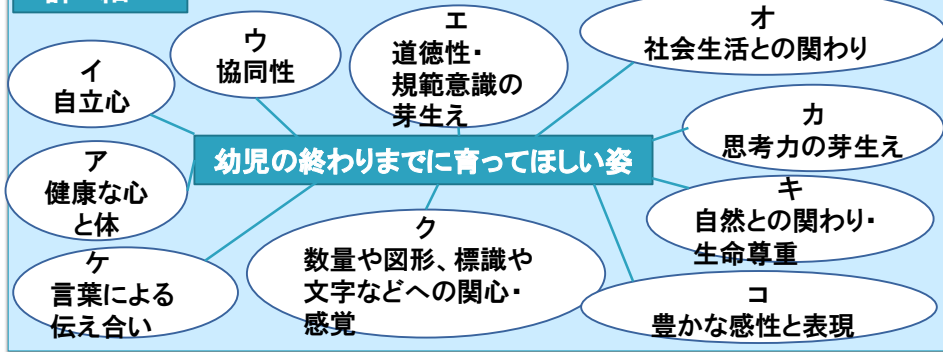 エ
道徳性・
規範意識の
芽生え
オ
社会生活との関わり
ウ
協同性
イ
自立心
カ
思考力の芽生え
幼児の終わりまでに育ってほしい姿
ア
健康な心
と体
キ
自然との関わり・
生命尊重
ク
数量や図形、標識や
文字などへの関心・
感覚
ケ
言葉による
伝え合い
コ
豊かな感性と表現